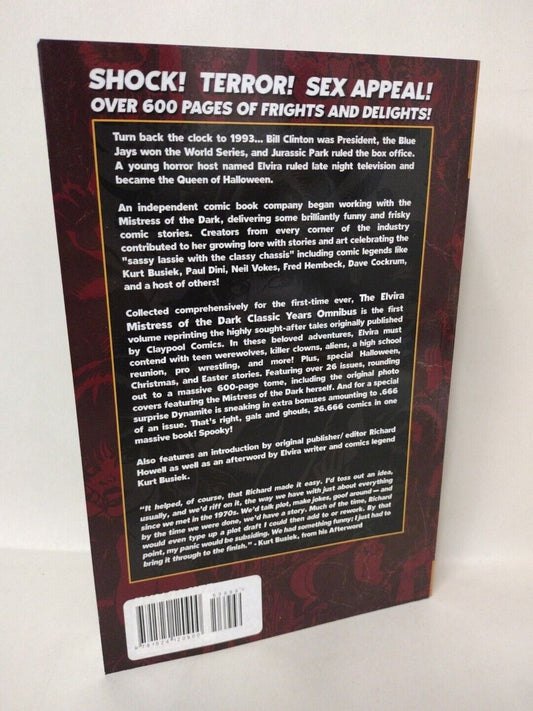 SHOCK! TERROR! SEX APPEAL!
OVER 600 PAGES OF FRIGHTS AND DELIGHTS!
Turn back the clock to 1993... Bill Clinton was President, the Blue
Jays won the World Series, and Jurassic Park ruled the box office.
A young horror host named Elvira ruled late night television and
became the Queen of Halloween.
An independent comic book company began working with the
Mistress of the Dark, delivering some brilliantly funny and frisky
comic stories. Creators from every corner of the industry
contributed to her growing lore with stories and art celebrating the
"sassy lassie with the classy chassis" including comic legends like
Kurt Busiek, Paul Dini, Neil Vokes, Fred Hembeck, Dave Cockrum,
and a host of others!
Collected comprehensively for the first-time ever, The Elvira
Mistress of the Dark Classic Years Omnibus is the first
volume reprinting the highly sought-after tales originally published
by Claypool Comics. In these beloved adventures, Elvira must
contend with teen werewolves, killer clowns, aliens, a high school
reunion, pro wrestling, and more! Plus, special Halloween,
Christmas, and Easter stories. Featuring over 26 issues, rounding
out to a massive 600-page tome, including the original photo
covers featuring the Mistress of the Dark herself. And for a special
surprise Dynamite is sneaking in extra bonuses amounting to .666
of an issue. That's right, gals and ghouls, 26.666 comics in one
massive book! Spooky!
Also features an introduction by original publisher/ editor Richard
Howell as well as an afterword by Elvira writer and comics legend
Kurt Busiek.
"It helped, of course, that Richard made it easy. I'd toss out an idea,
usually, and we'd riff on it, the way we have with just about everything
since we met in the 1970s. We'd talk plot, make jokes, goof around — and
by the time we were done, we'd have a story. Much of the time, Richard
would even type up a plot draft I could then add to or rework. By that
point, my panic would be subsiding. We had something funny; I just had to
bring it through to the finish." - Kurt Busiek, from his Afterword